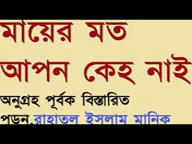 মায়ের মত
আপন কেহ নাই
অনুগ্রহ পূর্বক বিস্তারিত
পড়ুন,রাহাতুল ইসলাম মানিক